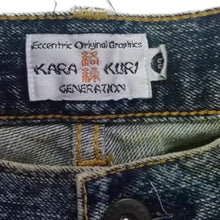 Eccentric Original Graphics
KARA KURI
GENERATION